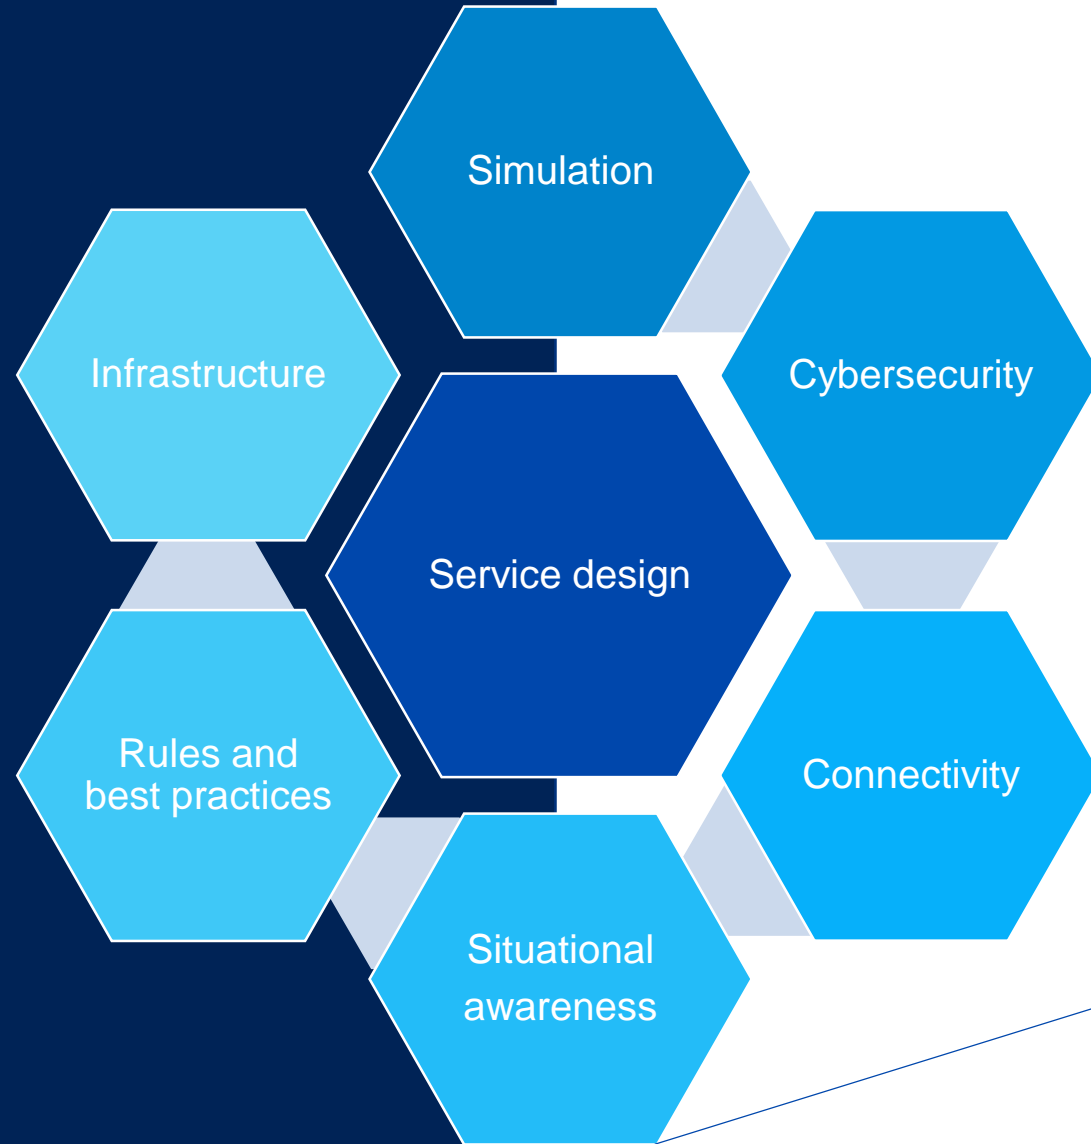 Simulation
Infrastructure
Cybersecurity
Service design
Rules and
best practices
Connectivity
Situational
awareness